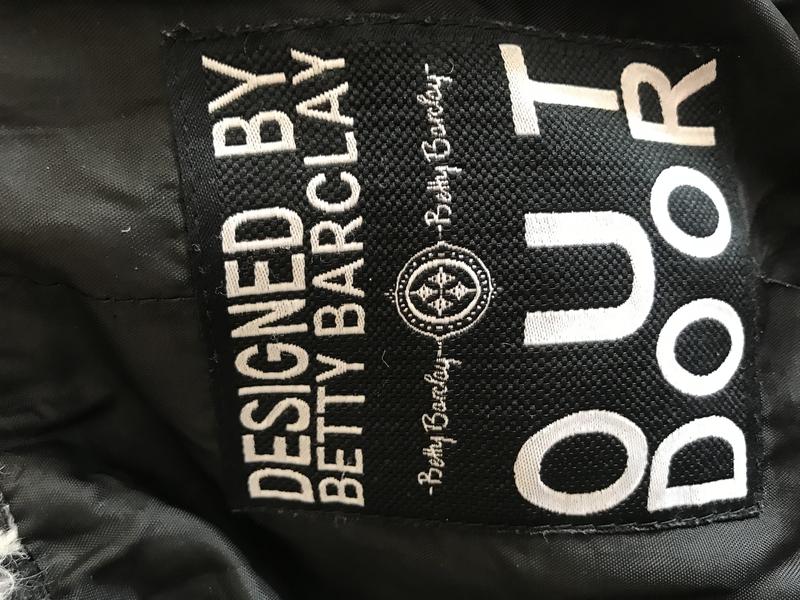 DESIGNED BY
BETTY BARCLAY
-Betty Barclay- -Betty Barclay-
OUT
DOOR